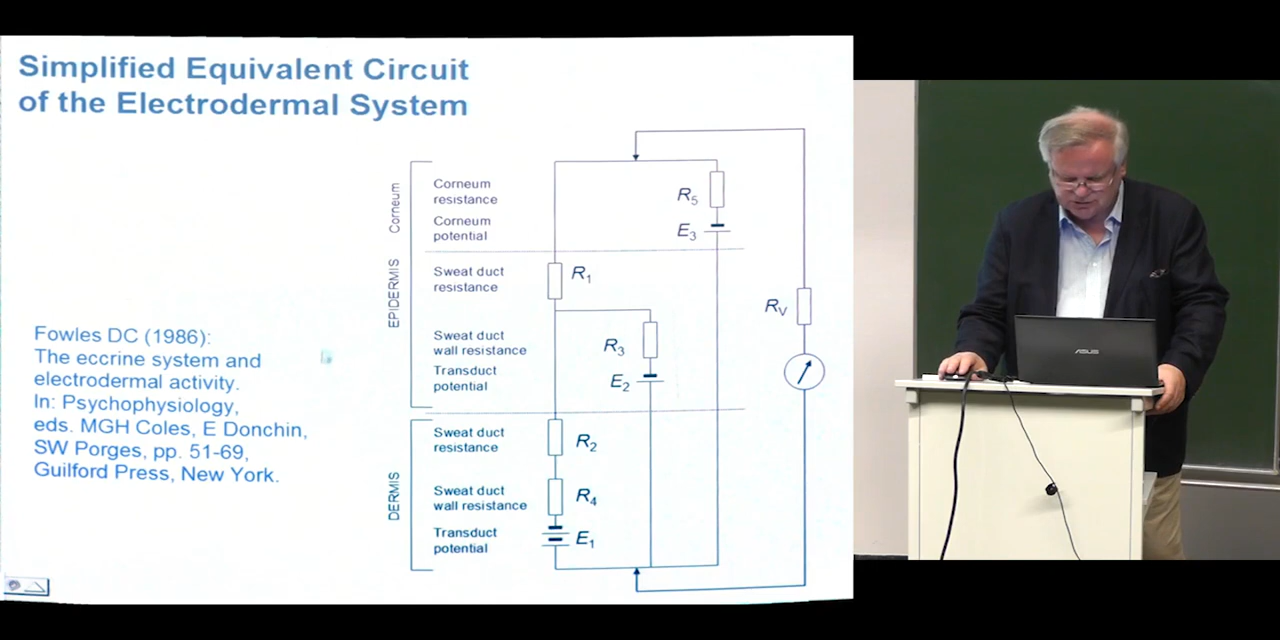 Simplified Equivalent Circuit
of the Electrodermal System
Corneum
EPIDERMIS
DERMIS
Corneum
resistance
Corneum
potential
Sweat duct
resistance
Sweat duct
wall resistance
Transduct
potential
Sweat duct
resistance
Sweat duct
wall resistance
Transduct
potential
R5
E3
R1
R3
E2
R2
R4
E1
RV
Fowles DC (1986):
The eccrine system and
electrodermal activity.
In: Psychophysiology,
eds. MGH Coles, E Donchin,
SW Porges, pp. 51-69,
Guilford Press, New York.
ASUS